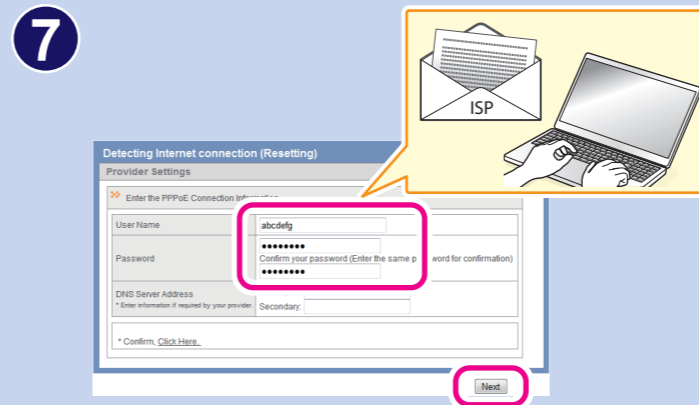 7
ISP
Detecting Internet connection (Resetting)
Provider Settings
Enter the PPPoE Connection
User Name
abcdefg
Password
••••••••
Confirm your password (Enter the same p word for confirmation)
••••••••
DNS Server Address
* Enter information if required by your provider.
Secondary:
* Confirm, Click Here.
Next